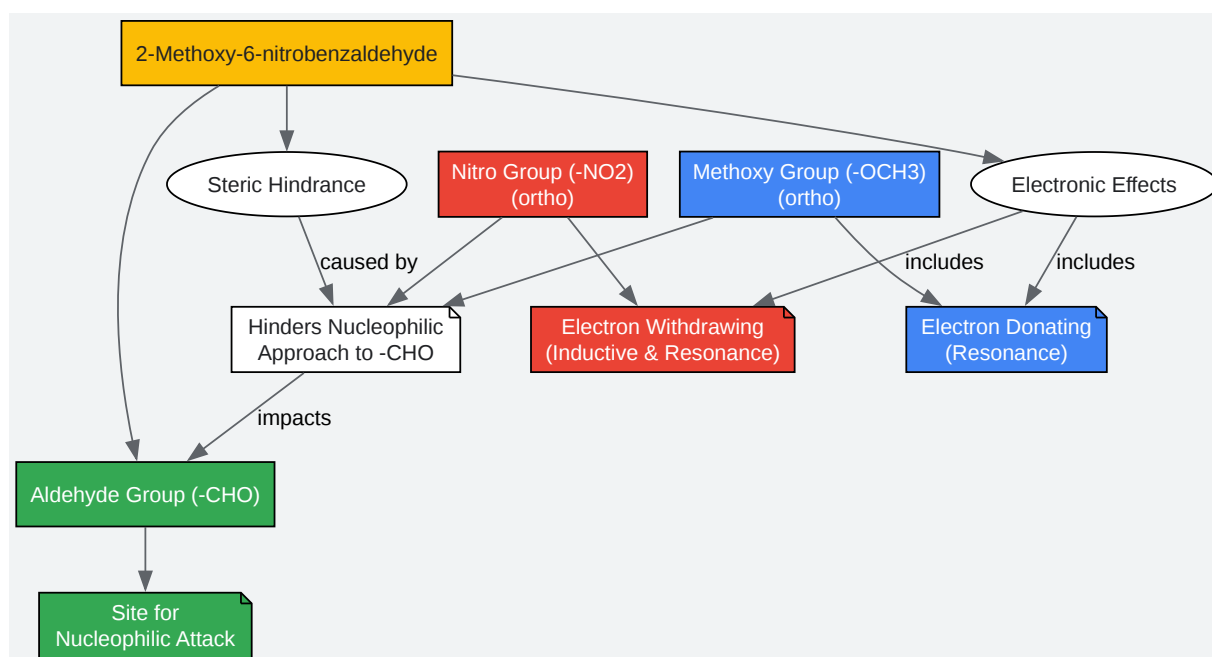 2-Methoxy-6-nitrobenzaldehyde
Steric Hindrance
Nitro Group (-NO2)
(ortho)
Methoxy Group (-OCH3)
(ortho)
Electronic Effects
caused by
includes
includes
Hinders Nucleophilic
Approach to -CHO
Electron Withdrawing
(Inductive & Resonance)
Electron Donating
(Resonance)
impacts
Aldehyde Group (-CHO)
Site for
Nucleophilic Attack